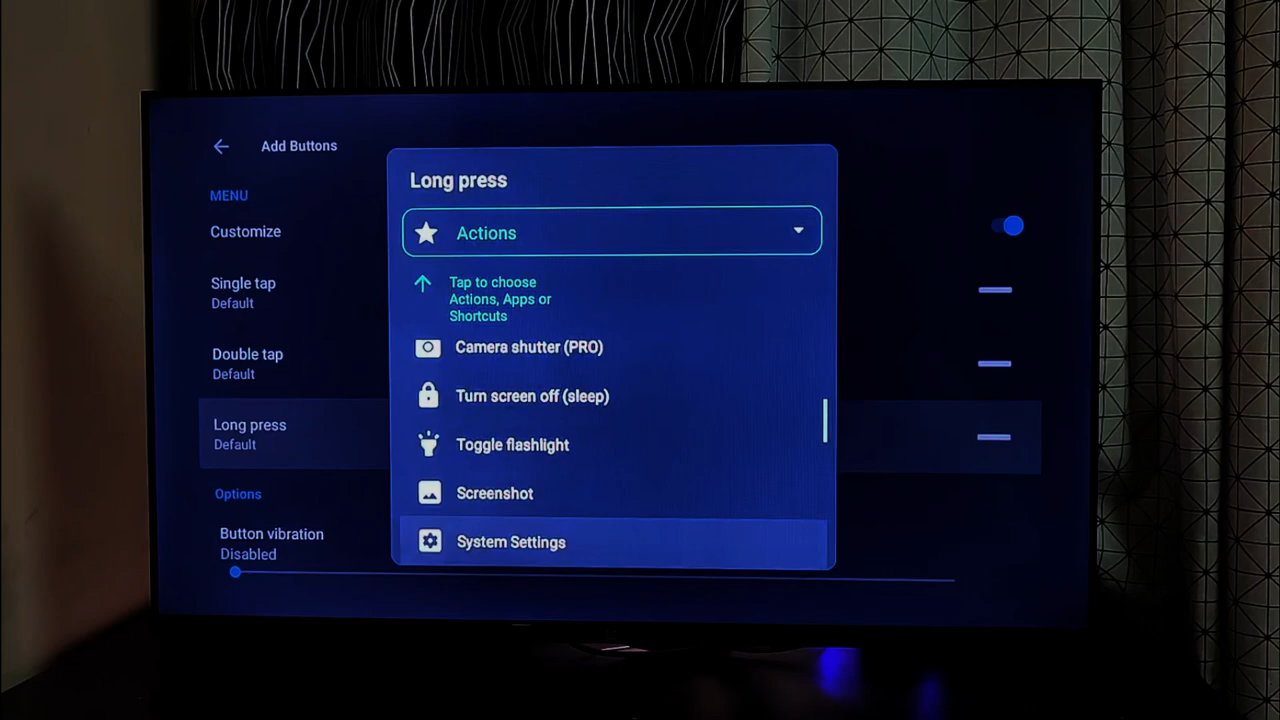 Add Buttons
MENU
Customize
Single tap
Default
Double tap
Default
Long press
Default
Options
Button vibration
Disabled
Long press
Actions
Tap to choose
Actions, Apps or
Shortcuts
Camera shutter (PRO)
Turn screen off (sleep)
Toggle flashlight
Screenshot
System Settings